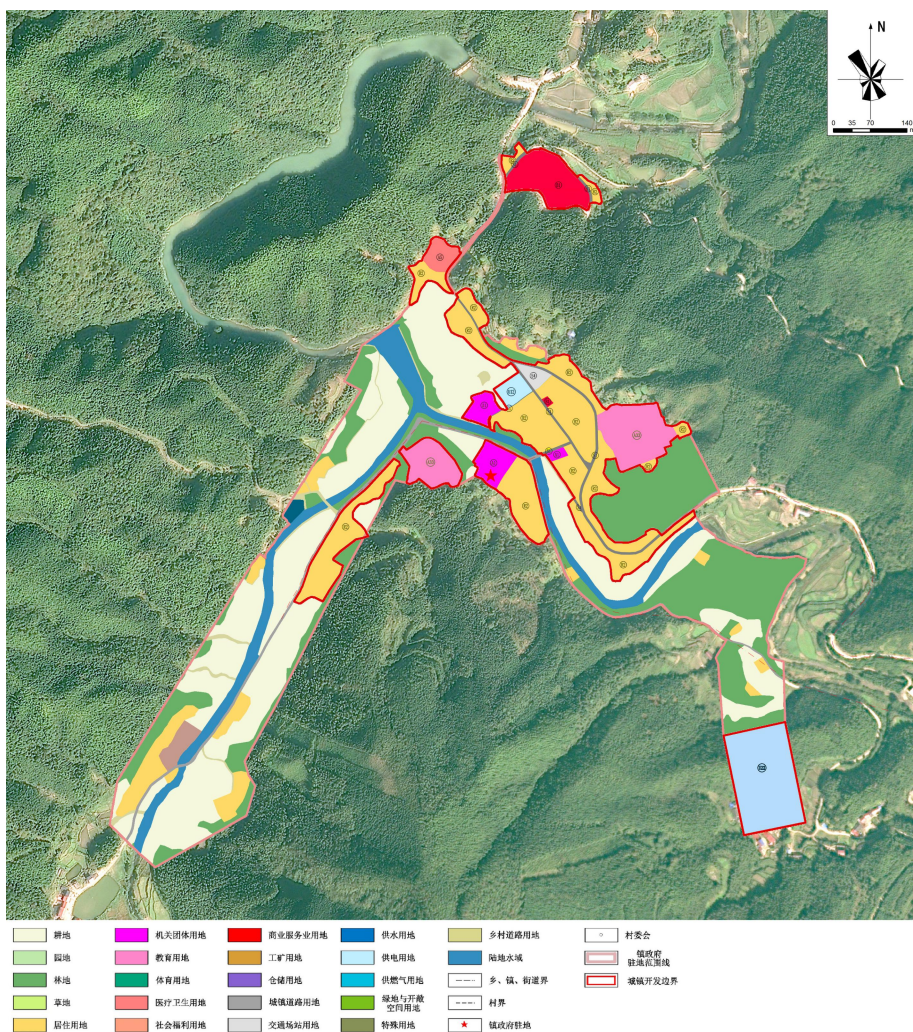 N
0 35 70 140
m
耕地 机关团体用地 商业服务业用地 供水用地 乡村道路用地 村委会
园地 教育用地 工矿用地 供电用地 陆地水域 镇政府
驻地范围线
林地 体育用地 仓储用地 供燃气用地 乡、镇、街道界 城镇开发边界
草地 医疗卫生用地 城镇道路用地 绿地与开敞
空间用地 村界
居住用地 社会福利用地 交通场站用地 特殊用地 镇政府驻地